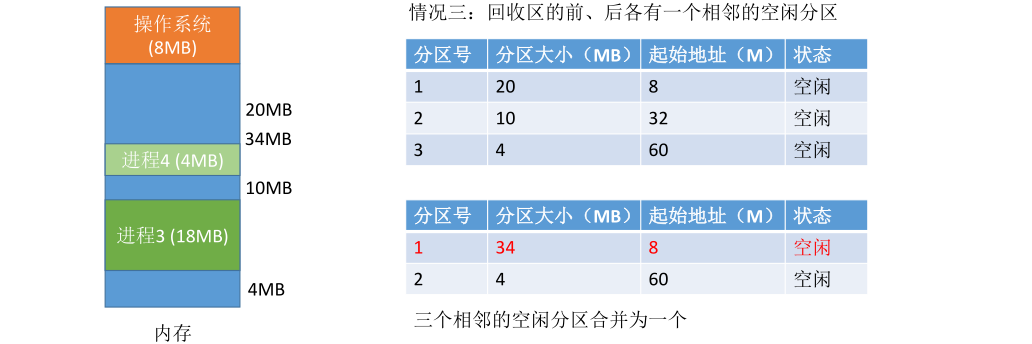 操作系统
(8MB)
20MB
34MB
进程4 (4MB)
10MB
进程3 (18MB)
4MB
内存
情况三：回收区的前、后各有一个相邻的空闲分区
分区号 分区大小（MB） 起始地址（M） 状态
1 20 8 空闲
2 10 32 空闲
3 4 60 空闲
分区号 分区大小（MB） 起始地址（M） 状态
1 34 8 空闲
2 4 60 空闲
三个相邻的空闲分区合并为一个